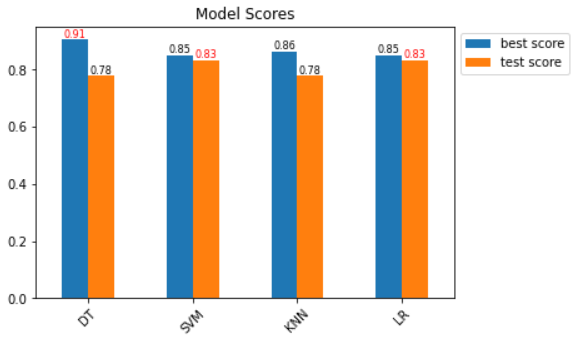 Model Scores
best score
test score
0.91
0.78
0.85
0.83
0.86
0.78
0.85
0.83
0.8
0.6
0.4
0.2
0.0
DT
SVM
KNN
LR